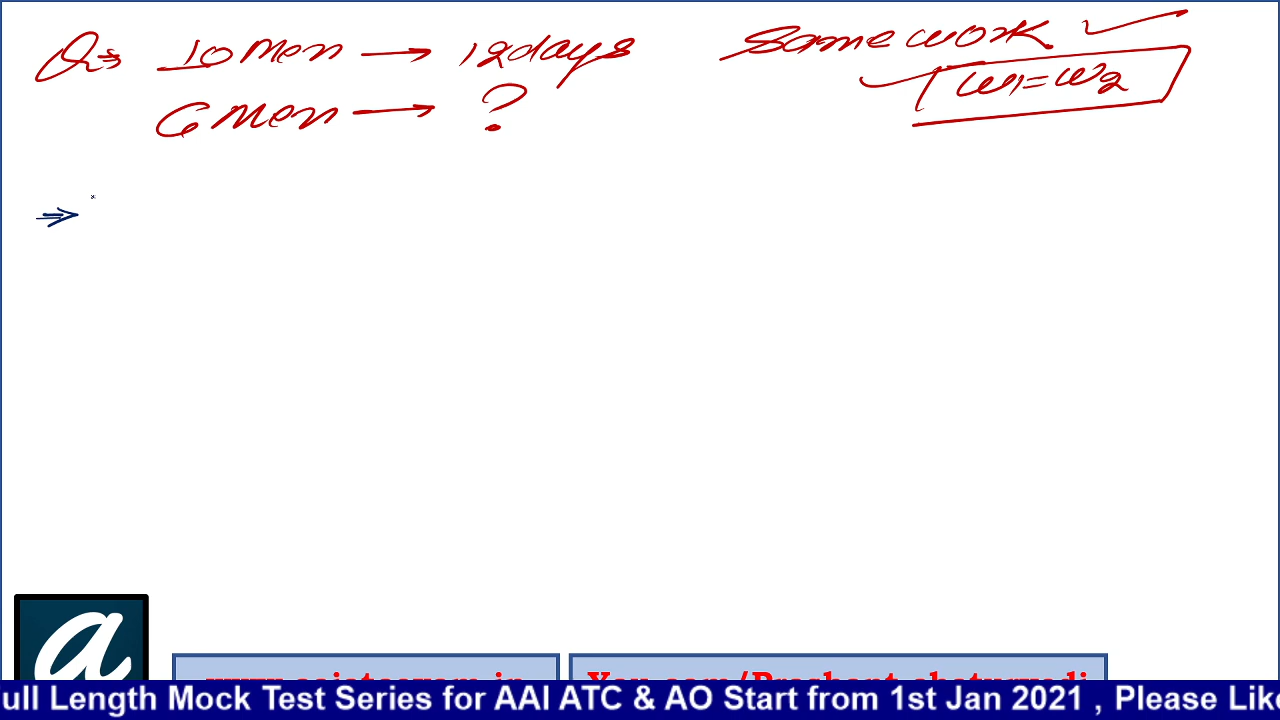 Q⇒ 10 Men → 12 days
Same work ✓
6 Men → ?
W1=W2
⇒
a
ull Length Mock Test Series for AAI ATC & AO Start from 1st Jan 2021 , Please Like